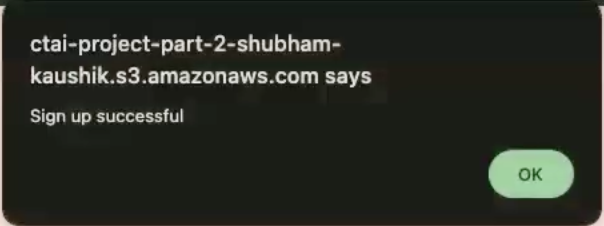 ctai-project-part-2-shubham-
kaushik.s3.amazonaws.com says
Sign up successful
OK